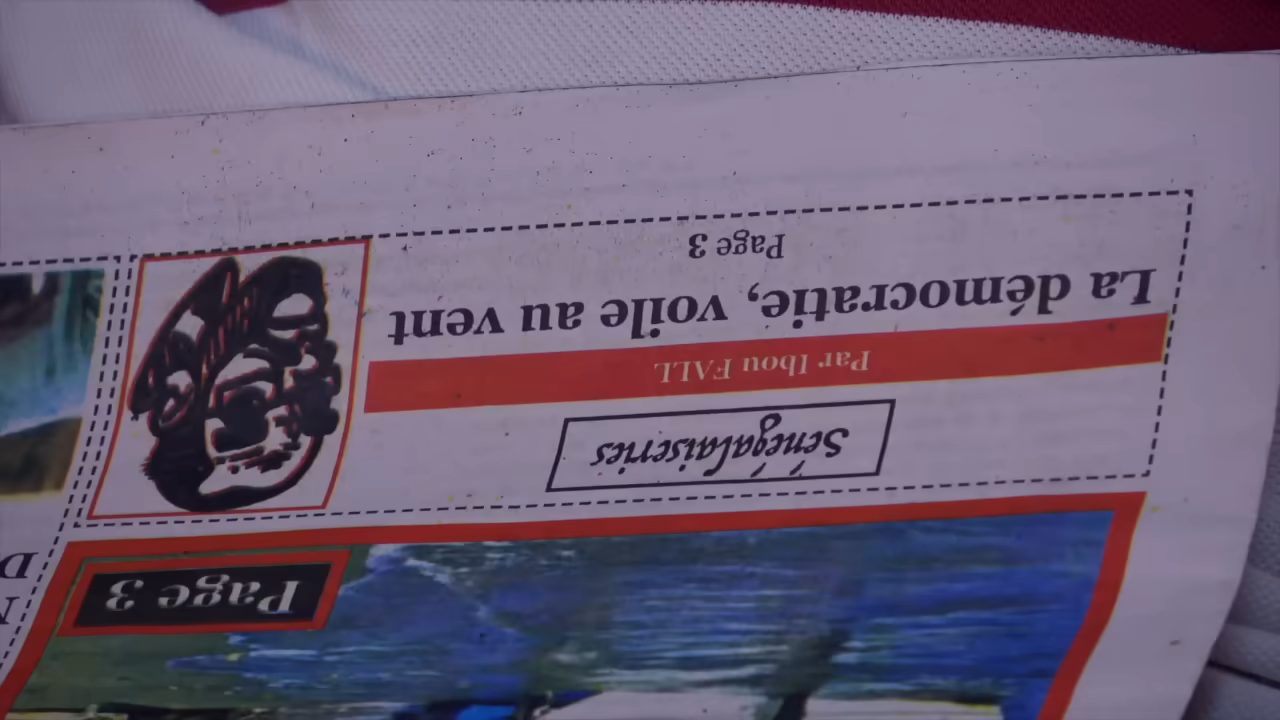 Page 3
Sénégalaiseries
Par Ibou FALL
La démocratie, voile au vent
Page 3